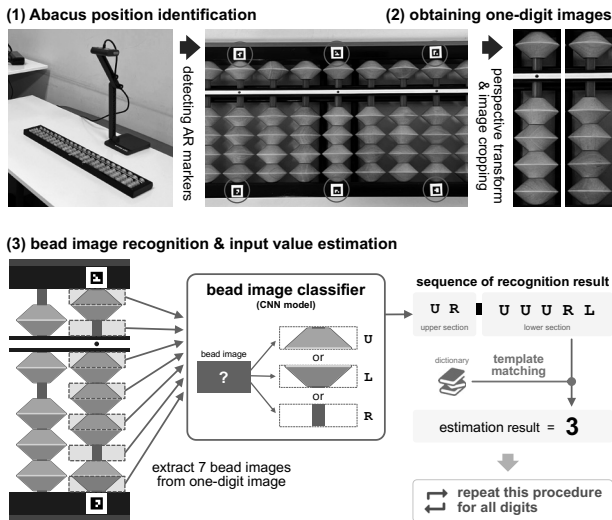 (1) Abacus position identification
(2) obtaining one-digit images
detecting AR
markers
perspective transform
& image cropping
(3) bead image recognition & input value estimation
bead image classifier
(CNN model)
bead image
?
U
or
L
or
R
extract 7 bead images
from one-digit image
sequence of recognition result
U R U U U R L
upper section lower section
dictionary
template
matching
estimation result = 3
repeat this procedure
for all digits